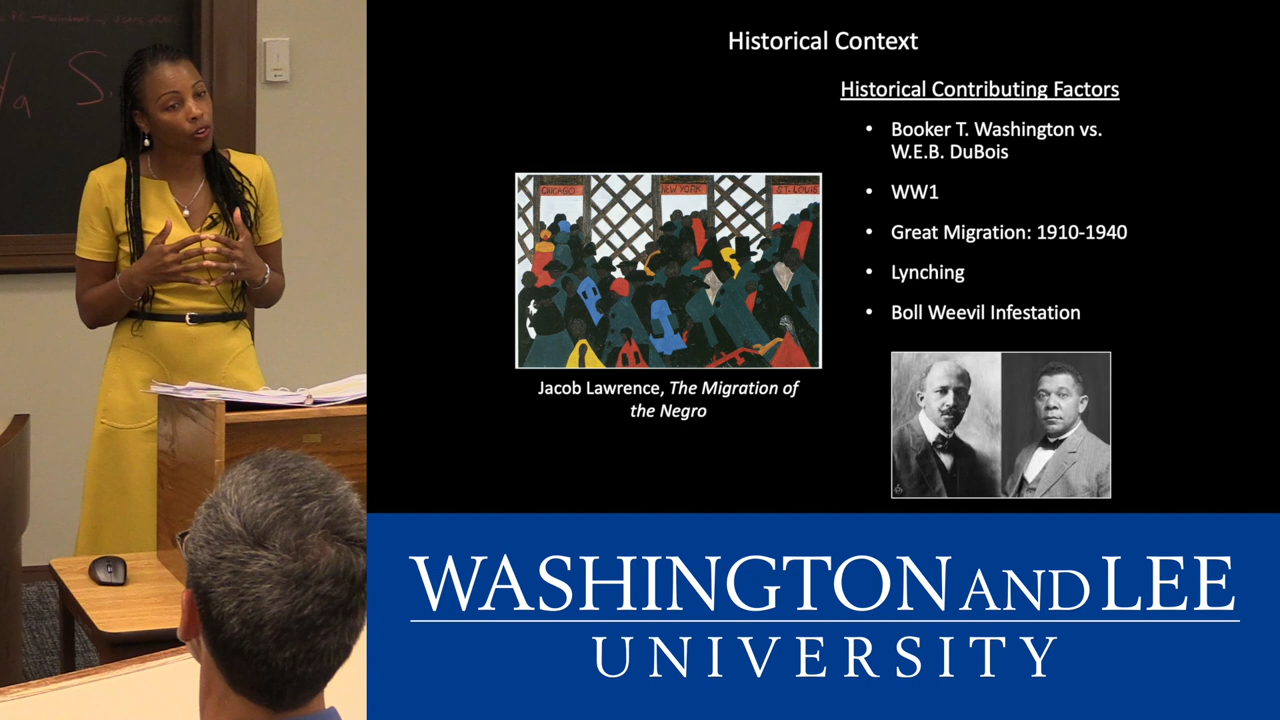 Historical Context
Historical Contributing Factors
• Booker T. Washington vs.
W.E.B. DuBois
• WW1
• Great Migration: 1910-1940
• Lynching
• Boll Weevil Infestation
CHICAGO
NEW YORK
ST. LOUIS
Jacob Lawrence, The Migration of
the Negro
WASHINGTON AND LEE
UNIVERSITY